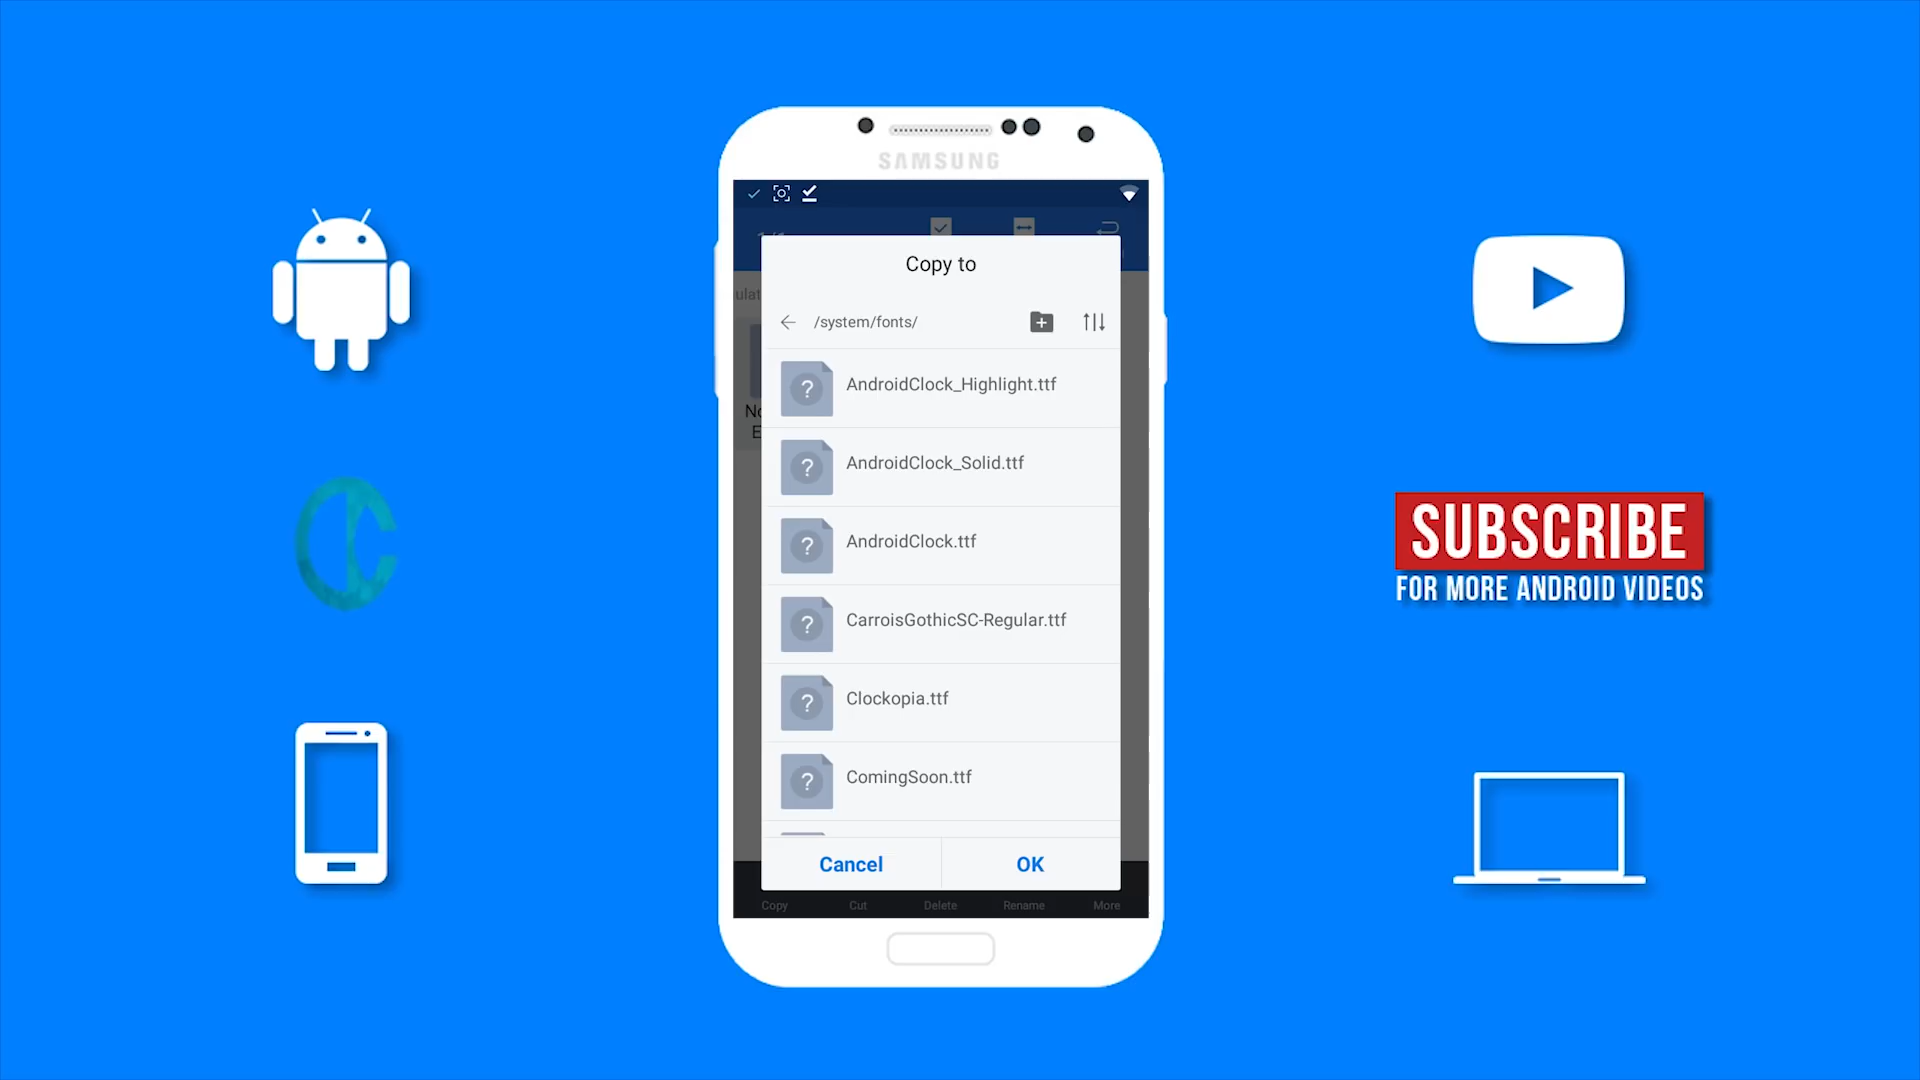 SAMSUNG
Copy to
/system/fonts/
AndroidClock_Highlight.ttf
AndroidClock_Solid.ttf
AndroidClock.ttf
CarroisGothicSC-Regular.ttf
Clockopia.ttf
ComingSoon.ttf
Cancel
OK
Copy
Cut
Delete
Rename
More
SUBSCRIBE
FOR MORE ANDROID VIDEOS